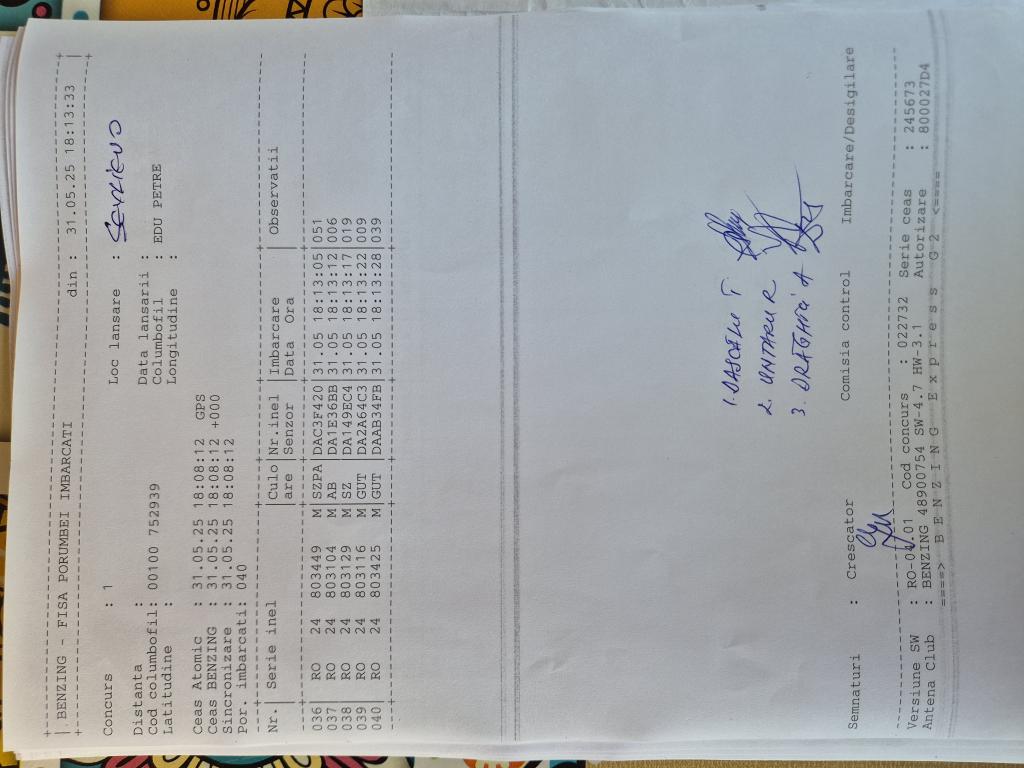 BENZING - FISA PORUMBEI IMBARCATI din : 31.05.25 18:13:33
Concurs : 1 Loc lansare :
Distanta : Data lansarii :
Cod columbofil: 00100 752939 Columbofil : EDU PETRE
Latitudine : Longitudine :
Ceas Atomic : 31.05.25 18:08:12 GPS
Ceas BENZING : 31.05.25 18:08:12 +000
Sincronizare : 31.05.25 18:08:12
Por. imbarcati: 040
Nr.| Serie inel |Culo|Nr.inel |Imbarcare | Observatii
| |are |Senzor |Data Ora |
036| RO 24 803449 M|SZPA|DAC3F420|31.05 18:13:05|051
037| RO 24 803104 M|AB |DA1E36BB|31.05 18:13:12|006
038| RO 24 803129 M|SZ |DA149EC4|31.05 18:13:17|019
039| RO 24 803116 M|GUT |DA2A64C3|31.05 18:13:22|009
040| RO 24 803425 M|GUT |DAAB34FB|31.05 18:13:28|039
1. DASCALU T
2. UNTARU R
3. DRAGHICI A
Semnaturi : Crescator Comisia control Imbarcare/Desigilare
Versiune SW : RO-04.01 Cod concurs : 022732 Serie ceas : 245673
Antena Club : BENZING 48900754 SW-4.7 HW-3.1 Autorizare : 800027D4
====> B E N Z I N G E x p r e s s G 2 <====